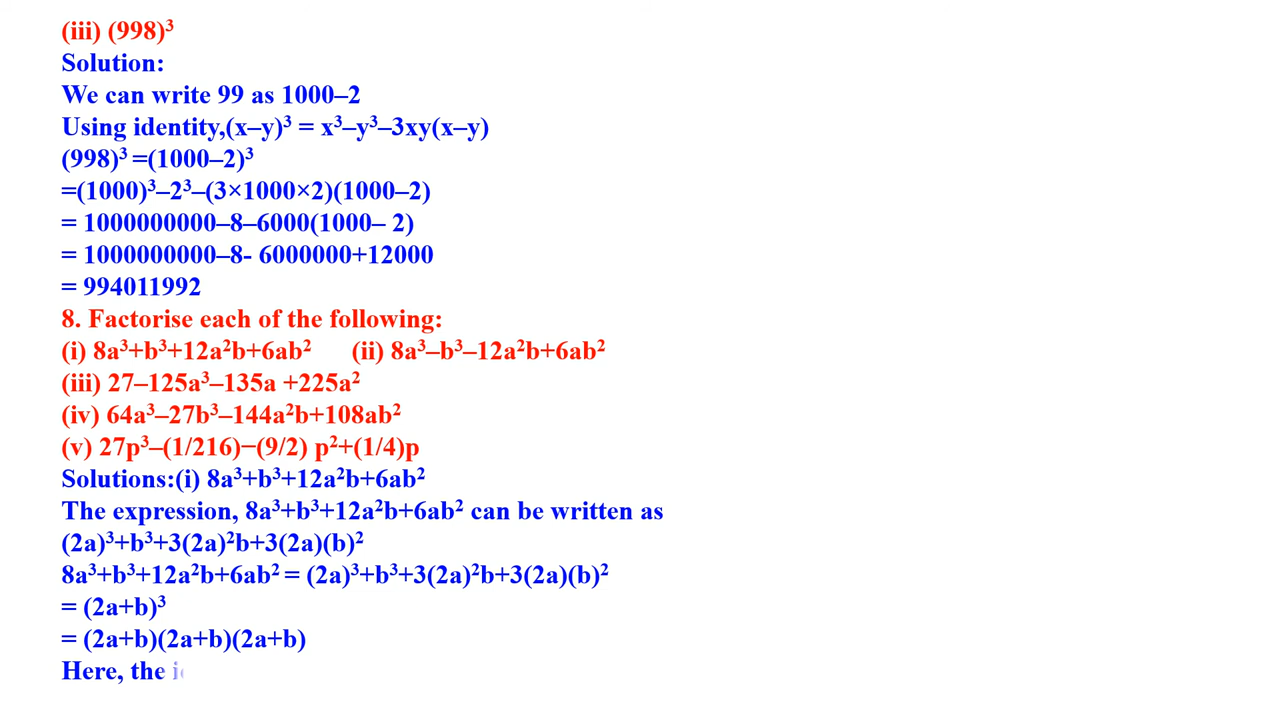 (iii) (998)³
Solution:
We can write 99 as 1000–2
Using identity,(x–y)³ = x³–y³–3xy(x–y)
(998)³ =(1000–2)³
=(1000)³–2³–(3×1000×2)(1000–2)
= 1000000000–8–6000(1000– 2)
= 1000000000–8- 6000000+12000
= 994011992
8. Factorise each of the following:
(i) 8a³+b³+12a²b+6ab² (ii) 8a³–b³–12a²b+6ab²
(iii) 27–125a³–135a +225a²
(iv) 64a³–27b³–144a²b+108ab²
(v) 27p³–(1/216)−(9/2) p²+(1/4)p
Solutions:(i) 8a³+b³+12a²b+6ab²
The expression, 8a³+b³+12a²b+6ab² can be written as
(2a)³+b³+3(2a)²b+3(2a)(b)²
8a³+b³+12a²b+6ab² = (2a)³+b³+3(2a)²b+3(2a)(b)²
= (2a+b)³
= (2a+b)(2a+b)(2a+b)
Here, the